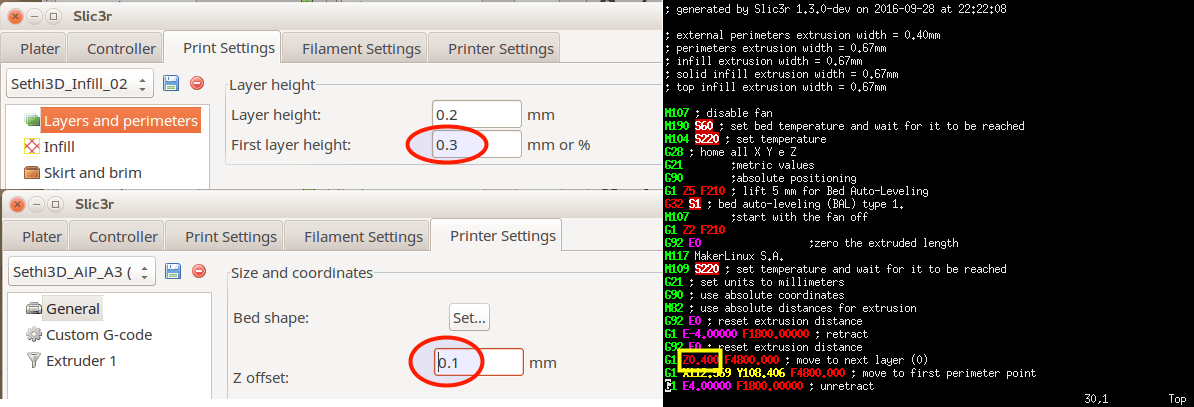 Slic3r
Plater Controller Print Settings Filament Settings Printer Settings
Sethi3D_Infill_02
Layers and perimeters
Infill
Skirt and brim
Layer height
Layer height: 0.2 mm
First layer height: 0.3 mm or %
Slic3r
Plater Controller Print Settings Filament Settings Printer Settings
Sethi3D_AiP_A3 (
General
Custom G-code
Extruder 1
Size and coordinates
Bed shape: Set...
0.1 mm
Z offset:
; generated by Slic3r 1.3.0-dev on 2016-09-28 at 22:22:08
; external perimeters extrusion width = 0.40mm
; perimeters extrusion width = 0.67mm
; infill extrusion width = 0.67mm
; solid infill extrusion width = 0.67mm
; top infill extrusion width = 0.67mm
M107 ; disable fan
M190 S60 ; set bed temperature and wait for it to be reached
M104 S220 ; set temperature
G28 ; home all X Y e Z
G21 ;metric values
G90 ;absolute positioning
G1 Z5 F210 ; lift 5 mm for Bed Auto-Leveling
G32 S1 ; bed auto-leveling (BAL) type 1.
M107 ;start with the fan off
G1 Z2 F210
G92 E0 ;zero the extruded length
M117 MakerLinux S.A.
M109 S220 ; set temperature and wait for it to be reached
G21 ; set units to millimeters
G90 ; use absolute coordinates
M82 ; use absolute distances for extrusion
G92 E0 ; reset extrusion distance
G1 E-4.00000 F1800.00000 ; retract
G92 E0 ; reset extrusion distance
G1 Z0.400 F4800.000 ; move to next layer (0)
G1 X112.569 Y108.406 F4800.000 ; move to first perimeter point
G1 E4.00000 F1800.00000 ; unretract
30,1 Top